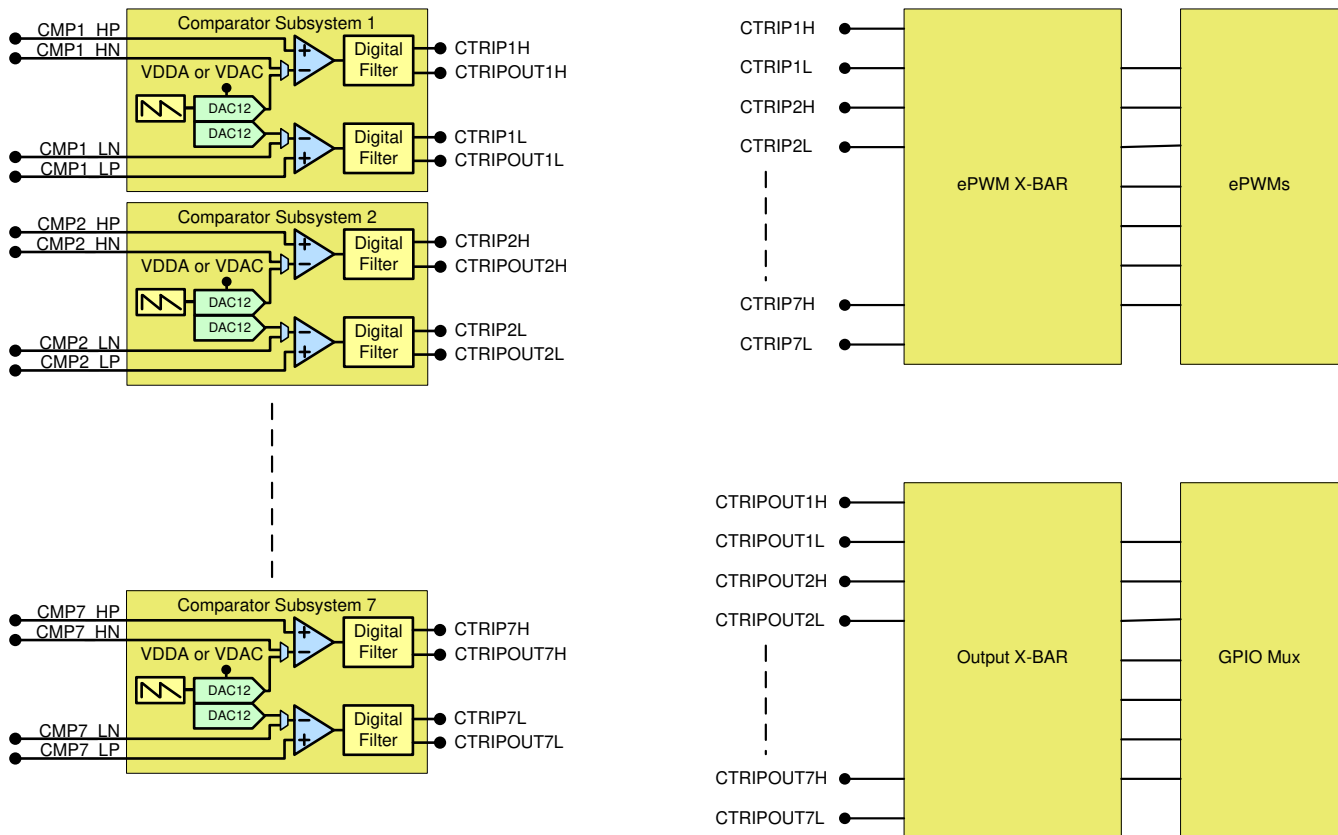 Comparator Subsystem 1
CMP1_HP
CMP1_HN
VDDA or VDAC
DAC12
DAC12
CMP1_LN
CMP1_LP
Digital
Filter
Digital
Filter
CTRIP1H
CTRIPOUT1H
CTRIP1L
CTRIPOUT1L
Comparator Subsystem 2
CMP2_HP
CMP2_HN
VDDA or VDAC
DAC12
DAC12
CMP2_LN
CMP2_LP
Digital
Filter
Digital
Filter
CTRIP2H
CTRIPOUT2H
CTRIP2L
CTRIPOUT2L
Comparator Subsystem 7
CMP7_HP
CMP7_HN
VDDA or VDAC
DAC12
DAC12
CMP7_LN
CMP7_LP
Digital
Filter
Digital
Filter
CTRIP7H
CTRIPOUT7H
CTRIP7L
CTRIPOUT7L
CTRIP1H
CTRIP1L
CTRIP2H
CTRIP2L
CTRIP7H
CTRIP7L
ePWM X-BAR
ePWMs
CTRIPOUT1H
CTRIPOUT1L
CTRIPOUT2H
CTRIPOUT2L
CTRIPOUT7H
CTRIPOUT7L
Output X-BAR
GPIO Mux